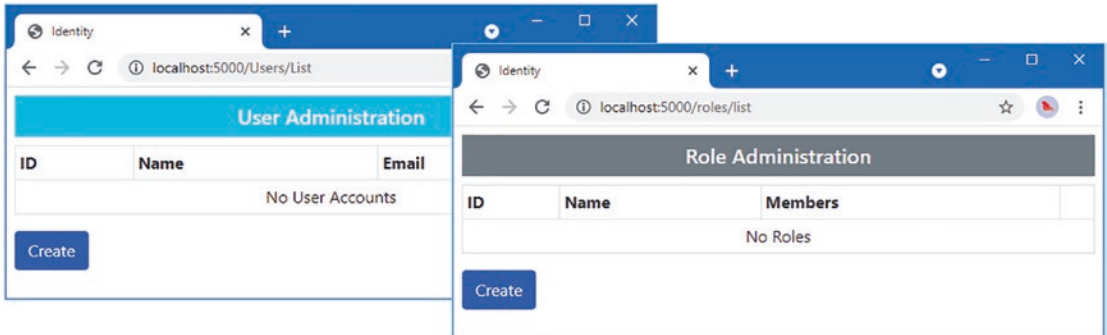 Identity
localhost:5000/Users/List
User Administration
ID Name Email
No User Accounts
Create
Identity
localhost:5000/roles/list
Role Administration
ID Name Members
No Roles
Create